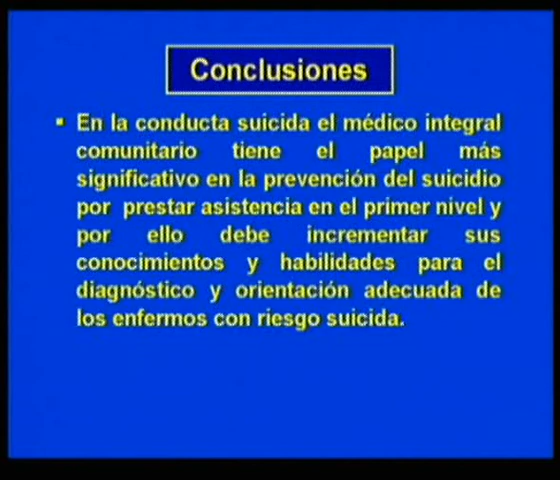 Conclusiones
▪ En la conducta suicida el médico integral
comunitario tiene el papel más
significativo en la prevención del suicidio
por prestar asistencia en el primer nivel y
por ello debe incrementar sus
conocimientos y habilidades para el
diagnóstico y orientación adecuada de
los enfermos con riesgo suicida.